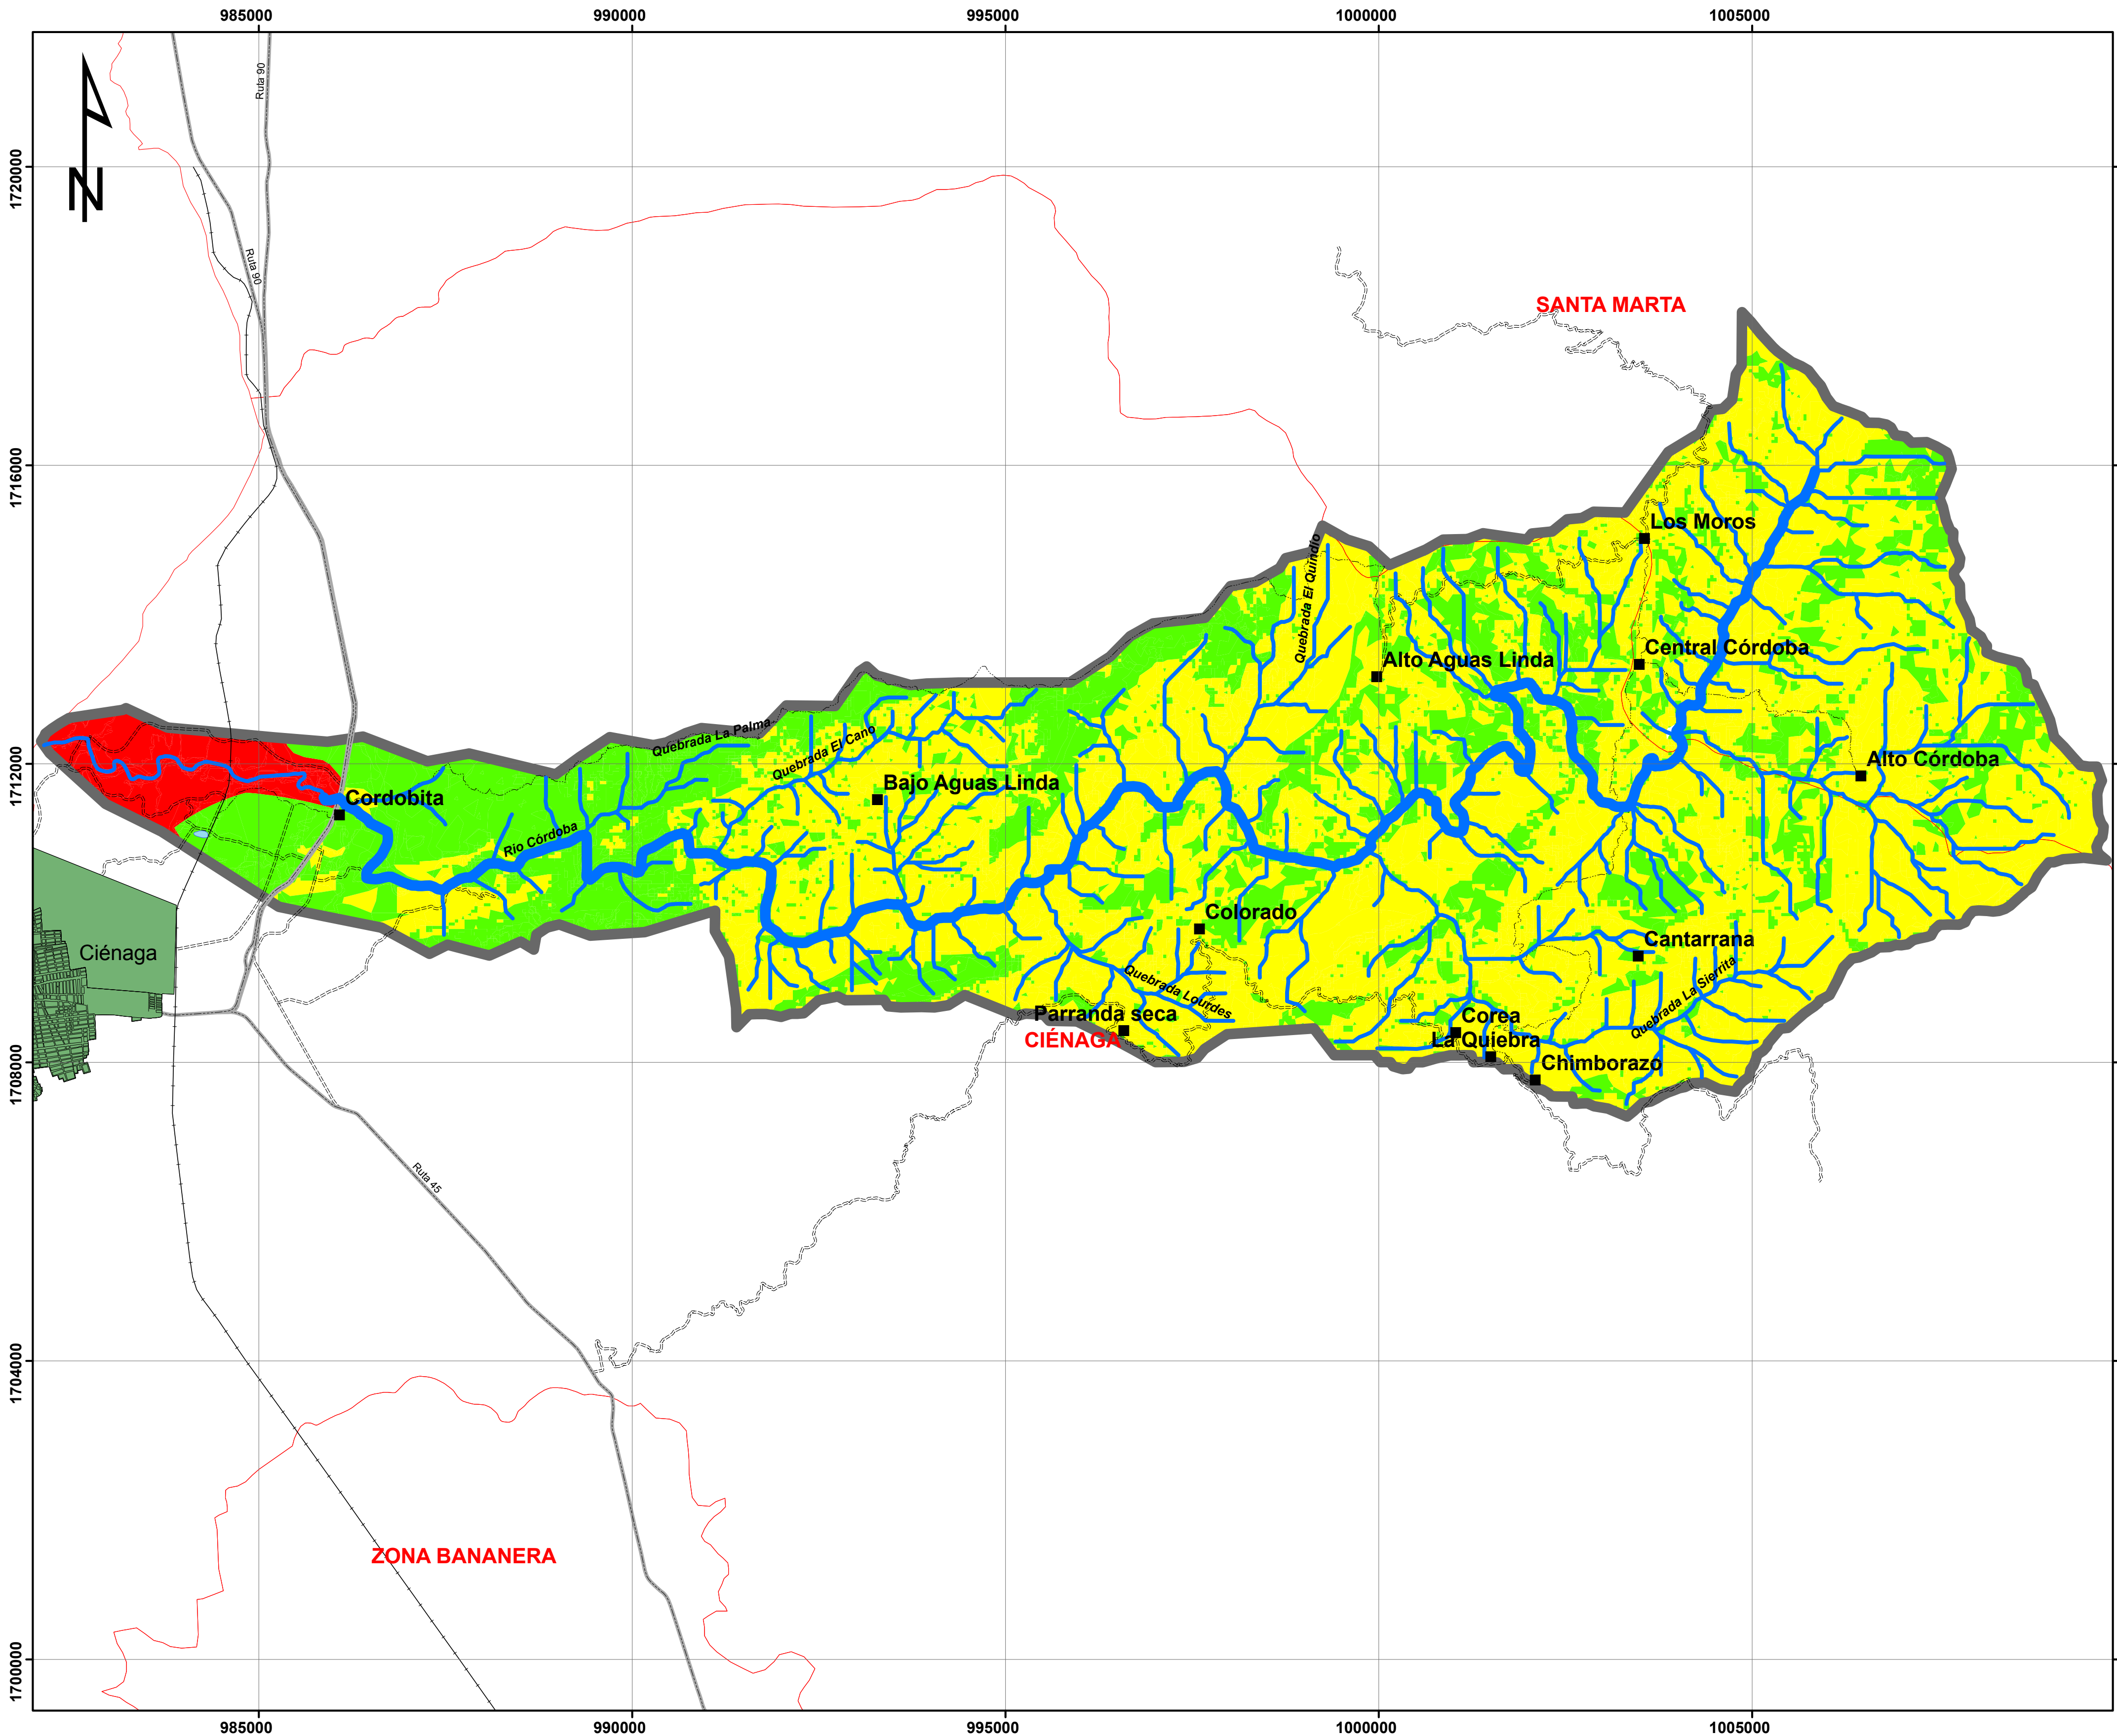 985000
990000
995000
1000000
1005000
Ruta 90
1720000
N
Ruta 90
SANTA MARTA
1716000
Los Moros
Quebrada El Quindío
Central Córdoba
Alto Aguas Linda
Quebrada La Palma
Quebrada El Cano
1712000
Alto Córdoba
Bajo Aguas Linda
Cordobita
Río Córdoba
Colorado
Cantarrana
Ciénaga
Quebrada Lourdes
Quebrada La Sierrita
Parranda seca
Corea
CIÉNAGA
La Quiebra
1708000
Chimborazo
Ruta 45
1704000
ZONA BANANERA
1700000
985000
990000
995000
1000000
1005000